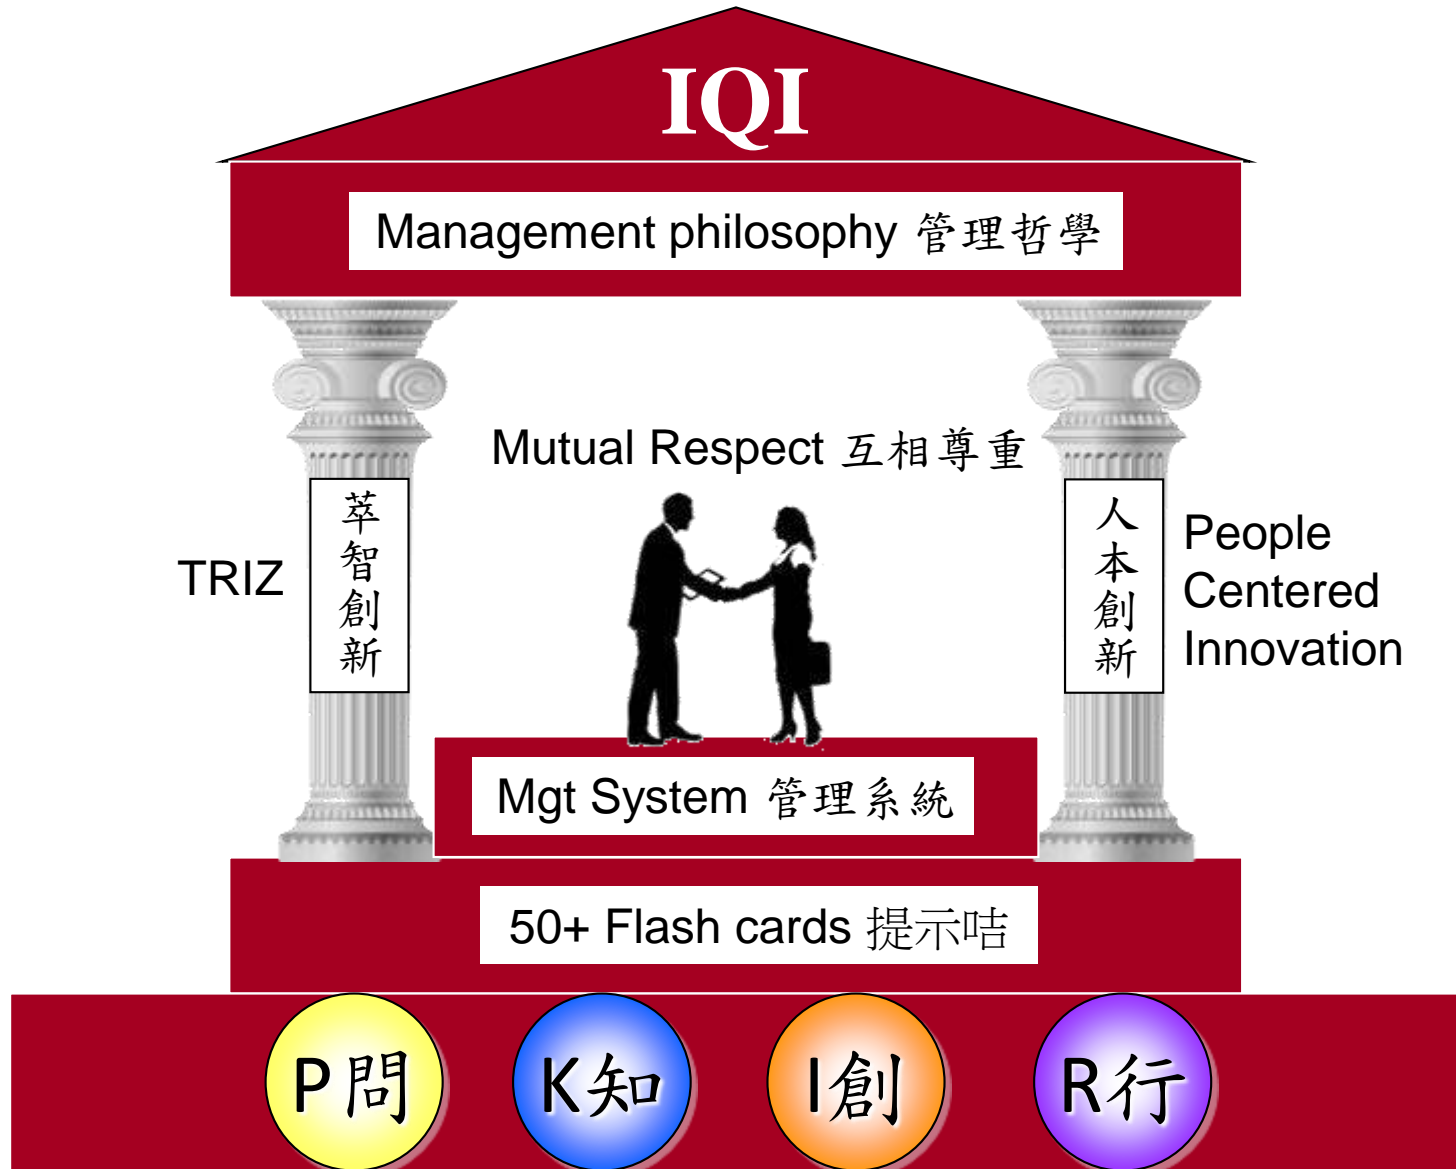 IQI
Management philosophy 管理哲學
Mutual Respect 互相尊重
TRIZ
萃智創新
人本創新
People
Centered
Innovation
Mgt System 管理系統
50+ Flash cards 提示咭
P問
K知
I創
R行